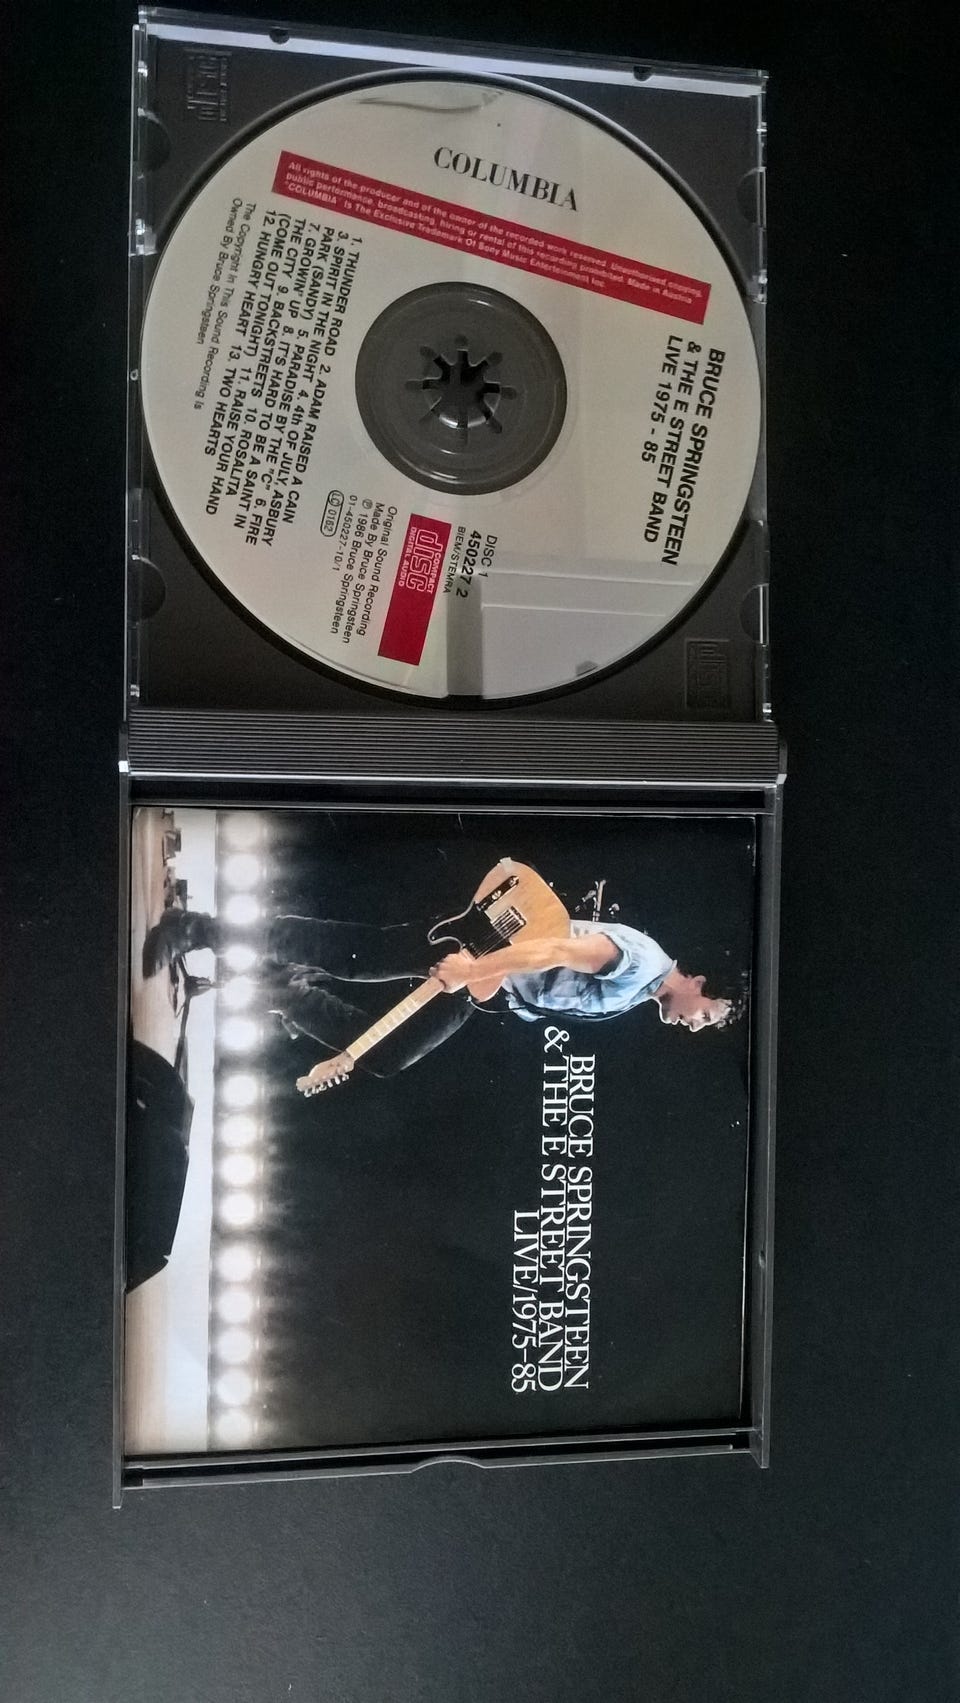 COLUMBIA
All rights of the producer and of the owner of the recorded work reserved. Unauthorised copying,
public performance, broadcasting, hiring or rental of this recording prohibited. Made in Austria
"COLUMBIA" Is The Exclusive Trademark Of Sony Music Entertainment Inc.
BRUCE SPRINGSTEEN
& THE E STREET BAND
LIVE 1975 - 85
DISC 1
450227 2
BIEM/STEMRA
COMPACT
disc
DIGITAL AUDIO
Original Sound Recording
Made By Bruce Springsteen
℗ 1986 Bruce Springsteen
01-450227-10/1
LC 0162
1. THUNDER ROAD 2. ADAM RAISED A CAIN
3. SPIRIT IN THE NIGHT 4. 4th OF JULY, ASBURY
PARK (SANDY) 5. PARADISE BY THE "C" 6. FIRE
7. GROWIN' UP 8. IT'S HARD TO BE A SAINT IN
THE CITY 9. BACKSTREETS 10. ROSALITA
(COME OUT TONIGHT) 11. RAISE YOUR HAND
12. HUNGRY HEART 13. TWO HEARTS
The Copyright In This Sound Recording Is
Owned By Bruce Springsteen
BRUCE SPRINGSTEEN
& THE E STREET BAND
LIVE/1975-85